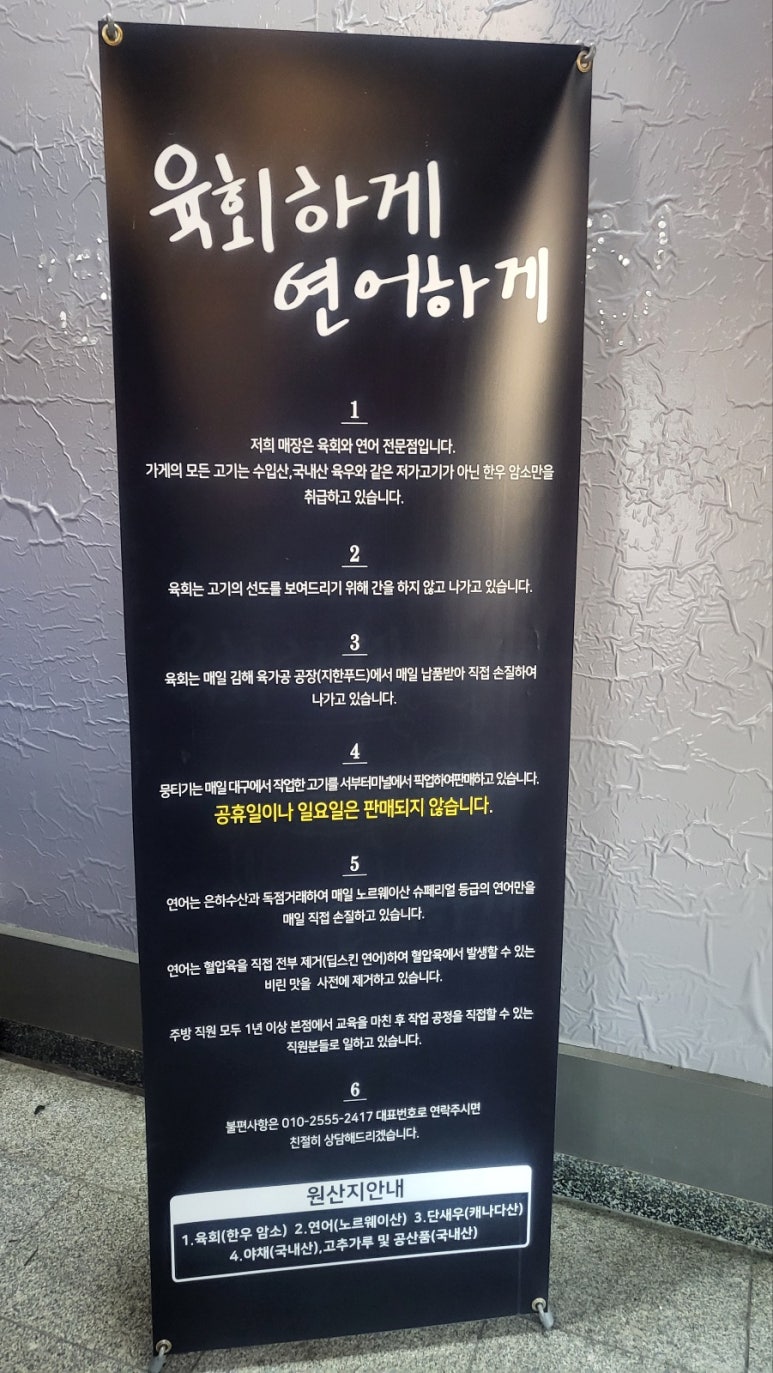 육회하게
연어하게
1
저희 매장은 육회와 연어 전문점입니다.
가게의 모든 고기는 수입산,국내산 육우와 같은 저가고기가 아닌 한우 암소만을
취급하고 있습니다.
2
육회는 고기의 선도를 보여드리기 위해 간을 하지 않고 나가고 있습니다.
3
육회는 매일 김해 육가공 공장(지한푸드)에서 매일 납품받아 직접 손질하여
나가고 있습니다.
4
뭉티기는 매일 대구에서 작업한 고기를 서부터미널에서 픽업하여판매하고 있습니다.
공휴일이나 일요일은 판매되지 않습니다.
5
연어는 은하수산과 독점거래하여 매일 노르웨이산 슈페리얼 등급의 연어만을
매일 직접 손질하고 있습니다.
연어는 혈압육을 직접 전부 제거(딥스킨 연어)하여 혈압육에서 발생할 수 있는
비린 맛을 사전에 제거하고 있습니다.
주방 직원 모두 1년 이상 본점에서 교육을 마친 후 작업 공정을 직접할 수 있는
직원분들로 일하고 있습니다.
6
불편사항은 010-2555-2417 대표번호로 연락주시면
친절히 상담해드리겠습니다.
원산지안내
1.육회(한우 암소) 2.연어(노르웨이산) 3.단새우(캐나다산)
4.야채(국내산),고추가루 및 공산품(국내산)